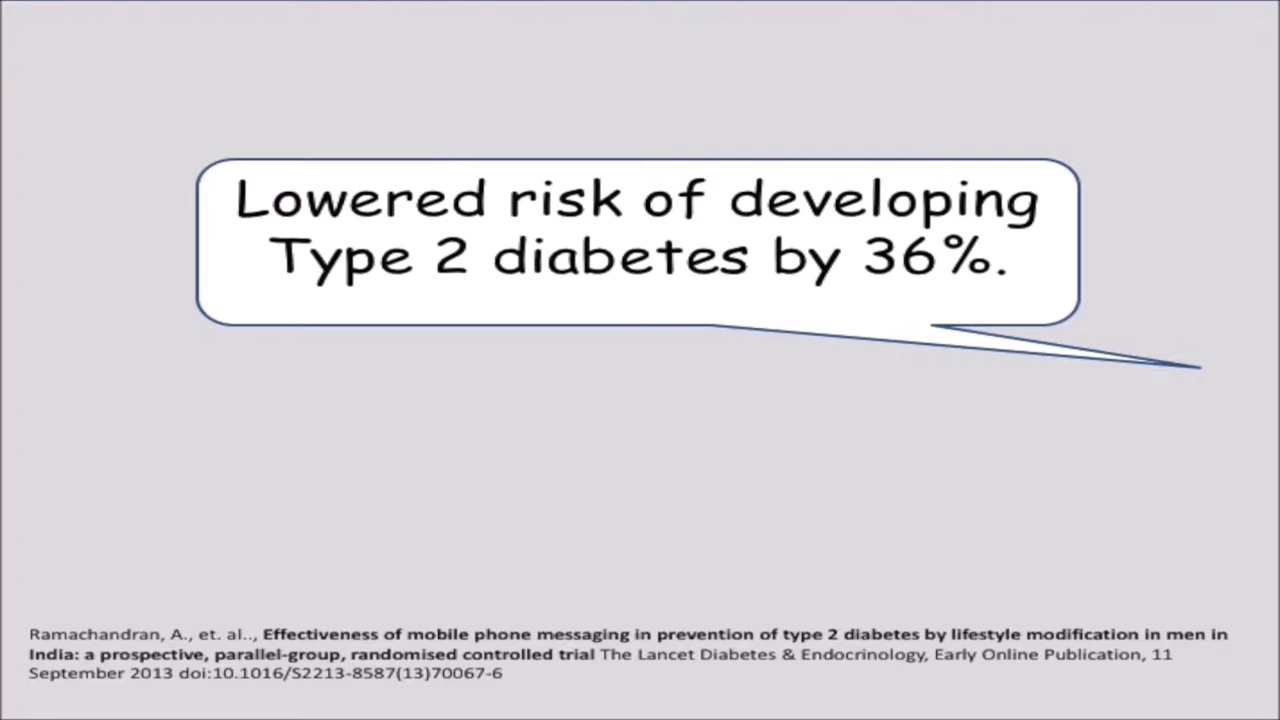 Lowered risk of developing
Type 2 diabetes by 36%.
Ramachandran, A., et. al.., Effectiveness of mobile phone messaging in prevention of type 2 diabetes by lifestyle modification in men in
India: a prospective, parallel-group, randomised controlled trial The Lancet Diabetes & Endocrinology, Early Online Publication, 11
September 2013 doi:10.1016/S2213-8587(13)70067-6